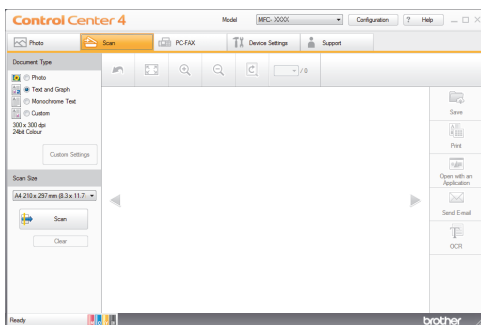 Control Center 4
Model
MFC- XXXX
Configuration
? Help
Photo
Scan
PC-FAX
Device Settings
Support
Document Type
Photo
Text and Graph
Monochrome Text
Custom
300 x 300 dpi
24bit Colour
Custom Settings
/ 0
Scan Size
A4 210 x 297 mm (8.3 x 11.7
Scan
Clear
Save
Print
Open with an
Application
Send E-mail
OCR
Ready
brother